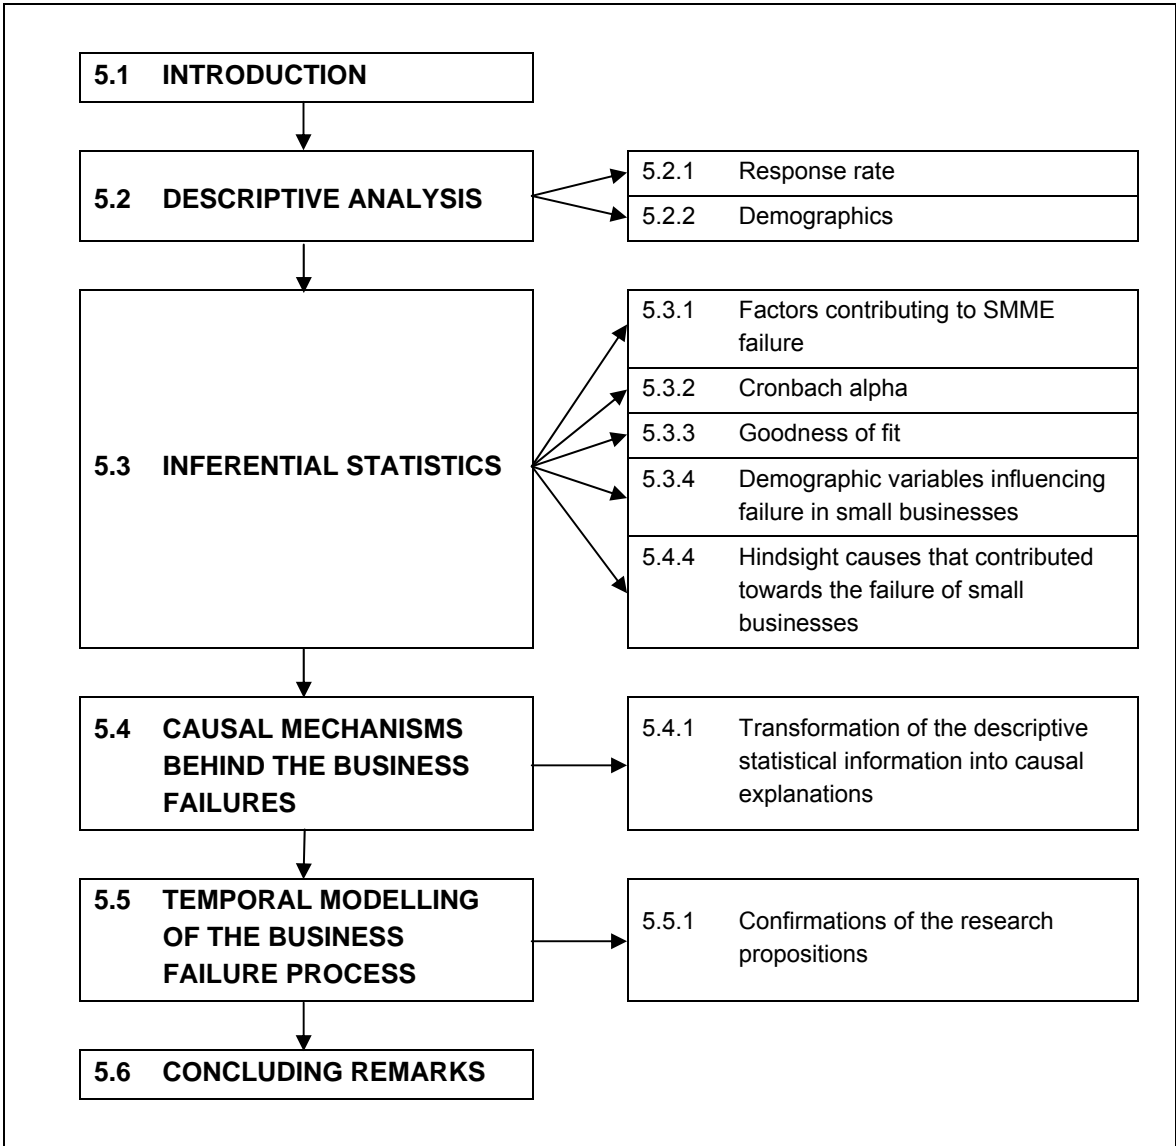 5.1 INTRODUCTION
5.2 DESCRIPTIVE ANALYSIS
5.2.1 Response rate
5.2.2 Demographics
5.3 INFERENTIAL STATISTICS
5.3.1 Factors contributing to SMME
failure
5.3.2 Cronbach alpha
5.3.3 Goodness of fit
5.3.4 Demographic variables influencing
failure in small businesses
5.4.4 Hindsight causes that contributed
towards the failure of small
businesses
5.4 CAUSAL MECHANISMS
BEHIND THE BUSINESS
FAILURES
5.4.1 Transformation of the descriptive
statistical information into causal
explanations
5.5 TEMPORAL MODELLING
OF THE BUSINESS
FAILURE PROCESS
5.5.1 Confirmations of the research
propositions
5.6 CONCLUDING REMARKS